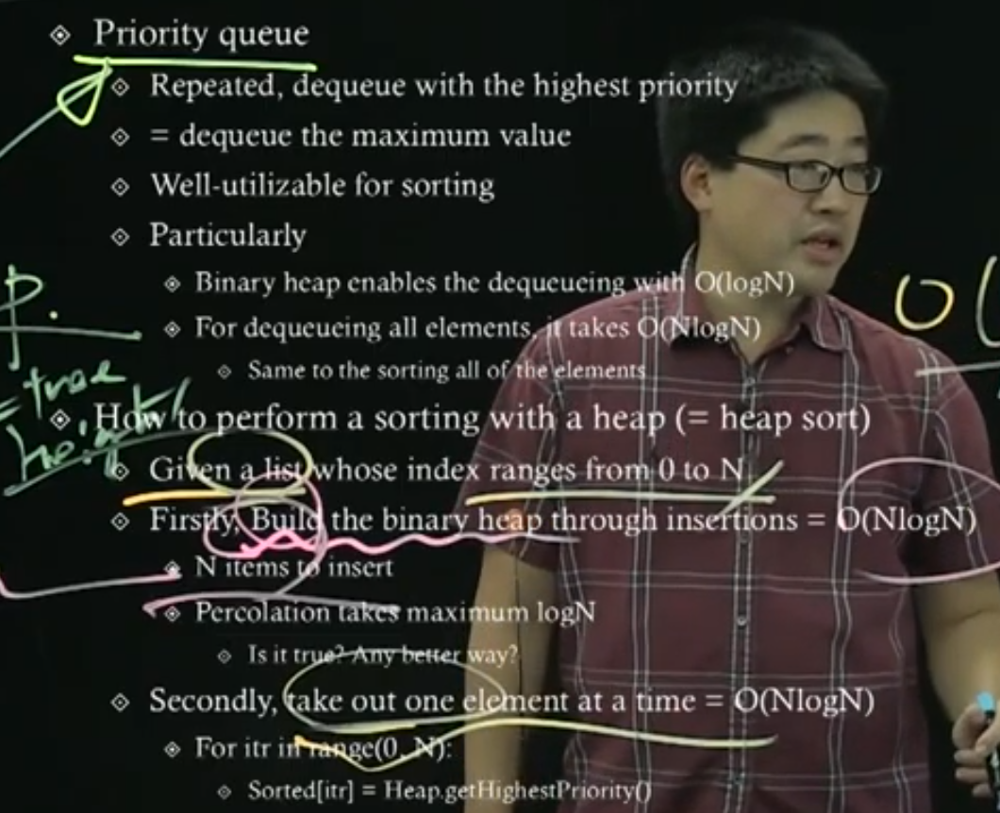 Priority queue
Repeated, dequeue with the highest priority
= dequeue the maximum value
Well-utilizable for sorting
Particularly
Binary heap enables the dequeueing with O(logN)
P.
For dequeueing all elements, it takes O(NlogN)
O(
Same to the sorting all of the elements
= tree
height
How to perform a sorting with a heap (= heap sort)
Given a list whose index ranges from 0 to N
Firstly, Build the binary heap through insertions = O(NlogN)
N items to insert
Percolation takes maximum logN
Is it true? Any better way?
Secondly, take out one element at a time = O(NlogN)
For itr in range(0, N):
Sorted[itr] = Heap.getHighestPriority()